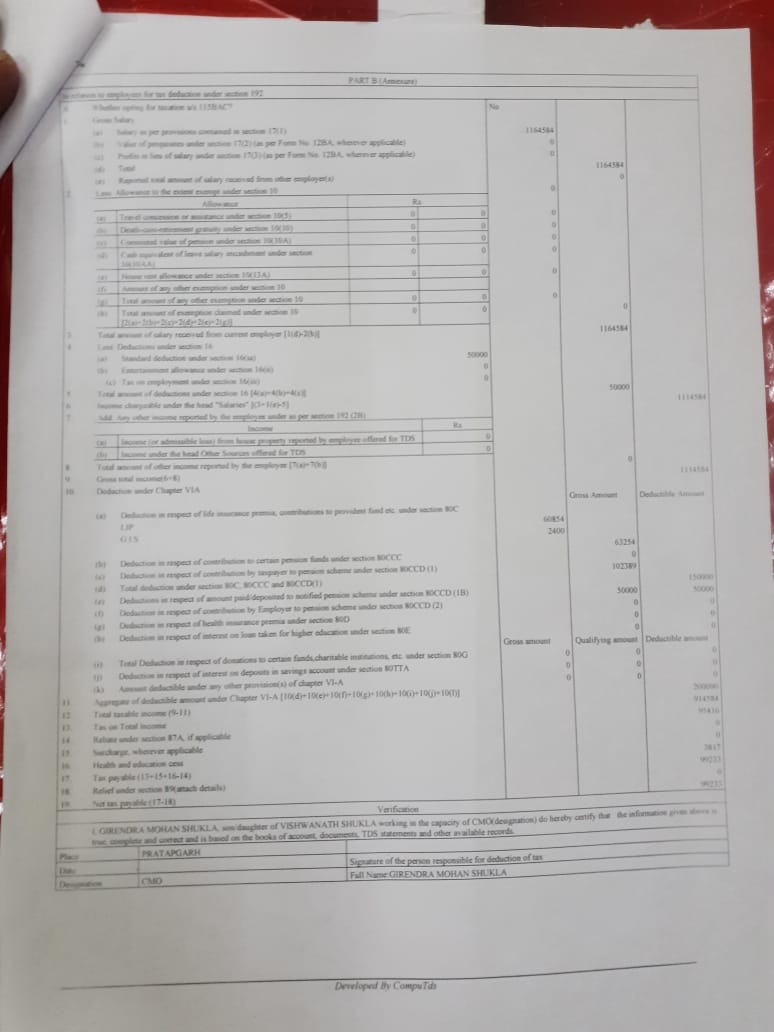 PART B (Annexure)
to employees for tax deduction under section 192
Whether opting for taxation u/s 115BAC? No
Gross Salary
(a) Salary as per provisions contained in section 17(1) 1164584
(b) Value of perquisites under section 17(2) (as per Form No. 12BA, wherever applicable) 0
(c) Profits in lieu of salary under section 17(3) (as per Form No. 12BA, wherever applicable) 0
(d) Total 1164584
(e) Reported total amount of salary received from other employer(s) 0
2 Less: Allowance to the extent exempt under section 10 0
Allowance Rs
(a) Travel concession or assistance under section 10(5) 0 0 0
(b) Death-cum-retirement gratuity under section 10(10) 0 0 0
(c) Commuted value of pension under section 10(10A) 0 0 0
(d) Cash equivalent of leave salary encashment under section 0 0 0
10(10AA)
(e) House rent allowance under section 10(13A) 0 0 0
(f) Amount of any other exemption under section 10
(g) Total amount of any other exemption under section 10 0 0 0
(h) Total amount of exemption claimed under section 10 0 0 0
[2(a)+2(b)+2(c)+2(d)+2(e)+2(g)]
3 Total amount of salary received from current employer [1(d)-2(h)] 1164584
4 Less: Deductions under section 16
(a) Standard deduction under section 16(ia) 50000
(b) Entertainment allowance under section 16(ii) 0
(c) Tax on employment under section 16(iii) 0
5 Total amount of deductions under section 16 [4(a)+4(b)+4(c)] 50000
6 Income chargeable under the head "Salaries" [(3+1(e)-5] 1114584
7 Add: Any other income reported by the employee under as per section 192 (2B)
Income Rs
(a) Income (or admissible loss) from house property reported by employee offered for TDS 0
(b) Income under the head Other Sources offered for TDS 0
8 Total amount of other income reported by the employee [7(a)+7(b)] 0
9 Gross total income(6+8) 1114584
10 Deduction under Chapter VIA Gross Amount Deductible Amount
(a) Deduction in respect of life insurance premia, contributions to provident fund etc. under section 80C
LIP 60854
GIS 2400
63254
(b) Deduction in respect of contribution to certain pension funds under section 80CCC 0
(c) Deduction in respect of contribution by taxpayer to pension scheme under section 80CCD (1) 102389
(d) Total deduction under section 80C, 80CCC and 80CCD(1) 150000
(e) Deductions in respect of amount paid/deposited to notified pension scheme under section 80CCD (1B) 50000 50000
(f) Deduction in respect of contribution by Employer to pension scheme under section 80CCD (2) 0 0
(g) Deduction in respect of health insurance premia under section 80D 0 0
(h) Deduction in respect of interest on loan taken for higher education under section 80E 0 0
Gross amount Qualifying amount Deductible amount
(i) Total Deduction in respect of donations to certain funds,charitable institutions, etc. under section 80G 0 0 0
(j) Deduction in respect of interest on deposits in savings account under section 80TTA 0 0 0
(k) Amount deductible under any other provision(s) of chapter VI-A 0 0 0
11 Aggregate of deductible amount under Chapter VI-A [10(d)+10(e)+10(f)+10(g)+10(h)+10(i)+10(j)+10(l)] 200000
12 Total taxable income (9-11) 914584
13. Tax on Total Income 95416
14 Rebate under section 87A, if applicable 0
15 Surcharge, wherever applicable 0
16. Health and education cess 3817
17. Tax payable (13+15+16-14) 99233
18 Relief under section 89(attach details) 0
19. Net tax payable (17-18) 99233
Verification
I, GIRENDRA MOHAN SHUKLA, son/daughter of VISHWANATH SHUKLA working in the capacity of CMO(designation) do hereby certify that the information given above is
true, complete and correct and is based on the books of account, documents, TDS statements and other available records.
Place PRATAPGARH
Date Signature of the person responsible for deduction of tax
Designation CMO Full Name:GIRENDRA MOHAN SHUKLA
Developed By CompuTds